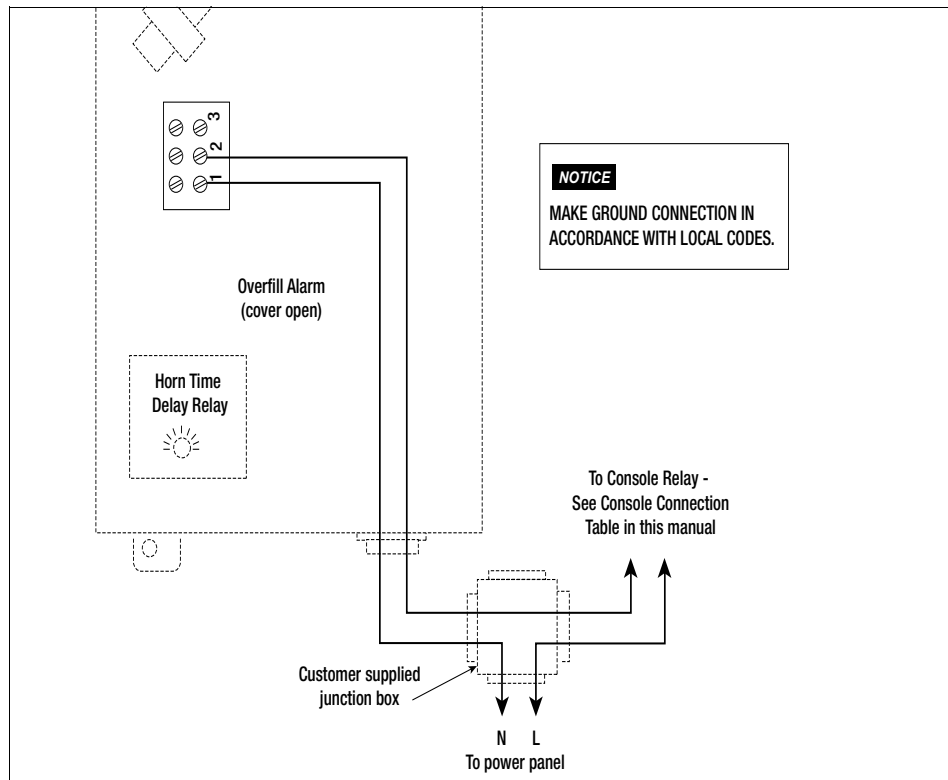 3
2
1
NOTICE
MAKE GROUND CONNECTION IN
ACCORDANCE WITH LOCAL CODES.
Overfill Alarm
(cover open)
Horn Time
Delay Relay
To Console Relay -
See Console Connection
Table in this manual
Customer supplied
junction box
N L
To power panel